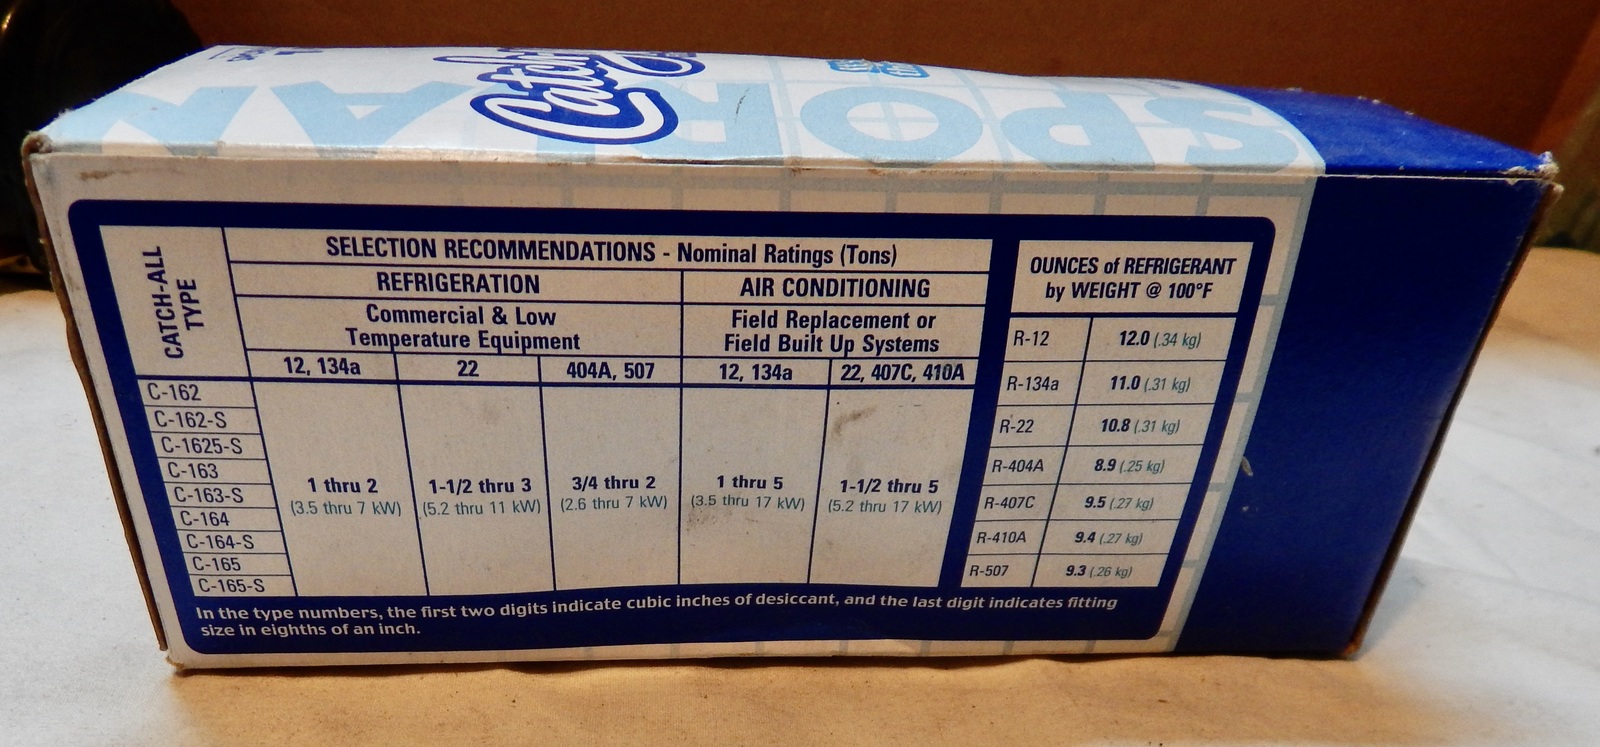 Catch-All
SPORLAN
CATCH-ALL
TYPE
SELECTION RECOMMENDATIONS - Nominal Ratings (Tons)
REFRIGERATION
AIR CONDITIONING
Commercial & Low
Temperature Equipment
Field Replacement or
Field Built Up Systems
12, 134a
22
404A, 507
12, 134a
22, 407C, 410A
C-162
C-162-S
C-1625-S
C-163
C-163-S
C-164
C-164-S
C-165
C-165-S
1 thru 2
(3.5 thru 7 kW)
1-1/2 thru 3
(5.2 thru 11 kW)
3/4 thru 2
(2.6 thru 7 kW)
1 thru 5
(3.5 thru 17 kW)
1-1/2 thru 5
(5.2 thru 17 kW)
OUNCES of REFRIGERANT
by WEIGHT @ 100°F
R-12 12.0 (.34 kg)
R-134a 11.0 (.31 kg)
R-22 10.8 (.31 kg)
R-404A 8.9 (.25 kg)
R-407C 9.5 (.27 kg)
R-410A 9.4 (.27 kg)
R-507 9.3 (.26 kg)
In the type numbers, the first two digits indicate cubic inches of desiccant, and the last digit indicates fitting
size in eighths of an inch.